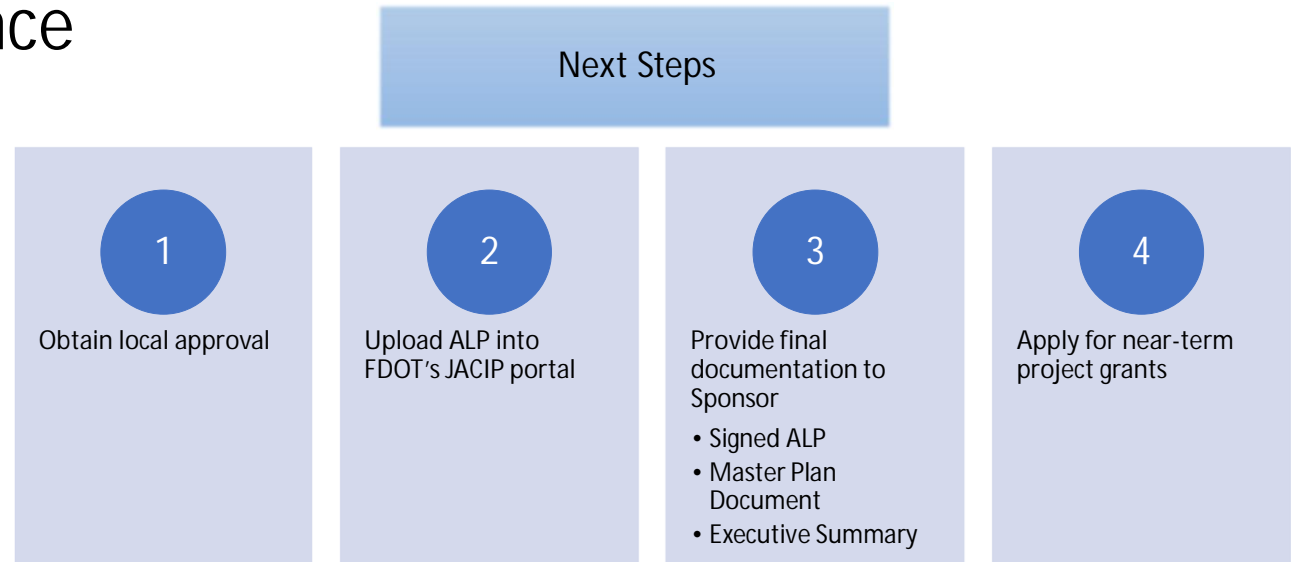 Next Steps
1
Obtain local approval
2
Upload ALP into
FDOT's JACIP portal
3
Provide final
documentation to
Sponsor
• Signed ALP
• Master Plan
Document
• Executive Summary
4
Apply for near-term
project grants